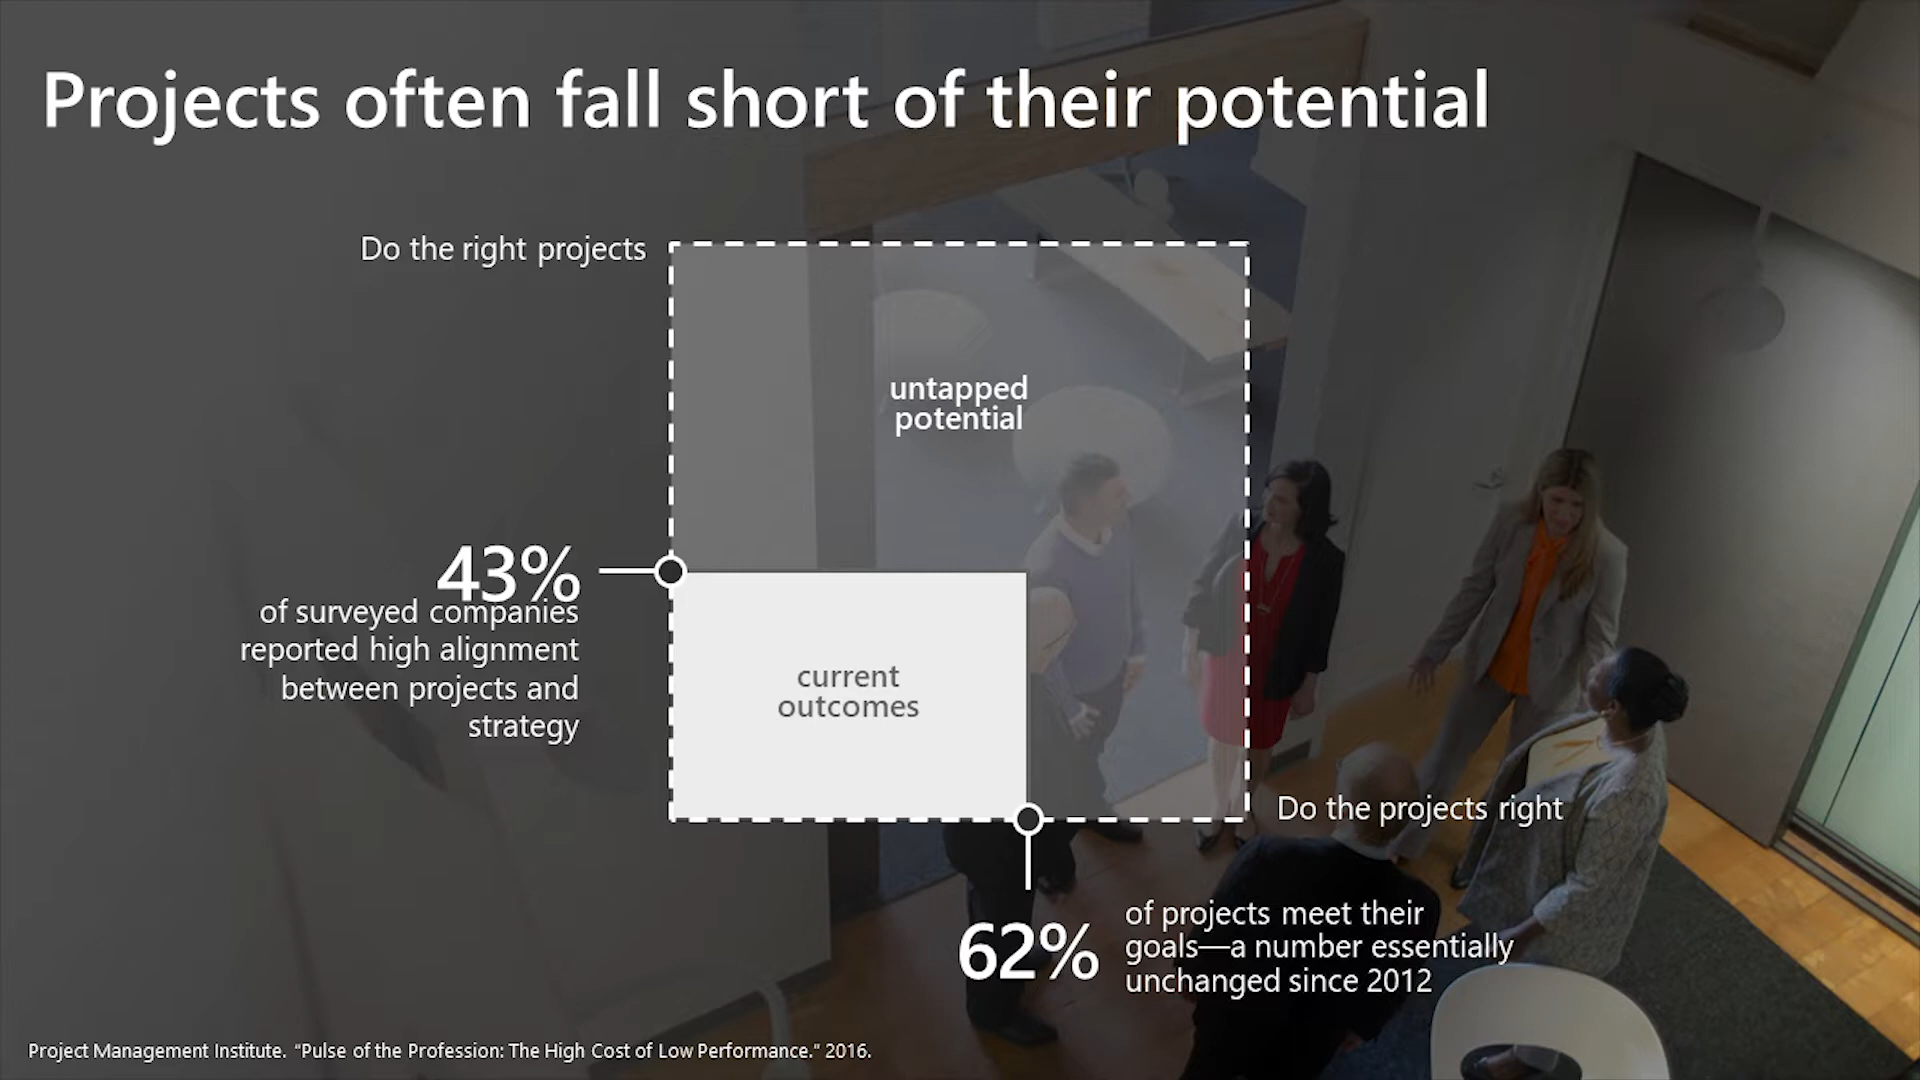 Projects often fall short of their potential
Do the right projects
untapped
potential
43%
of surveyed companies
reported high alignment
between projects and
strategy
current
outcomes
Do the projects right
62%
of projects meet their
goals—a number essentially
unchanged since 2012
Project Management Institute. “Pulse of the Profession: The High Cost of Low Performance.” 2016.